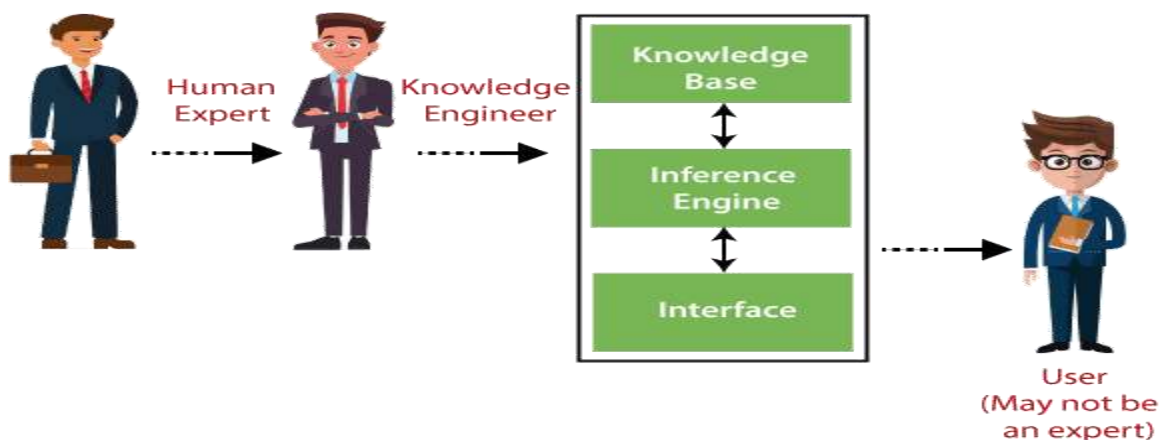 Human
Expert
Knowledge
Engineer
Knowledge
Base
Inference
Engine
Interface
User
(May not be
an expert)